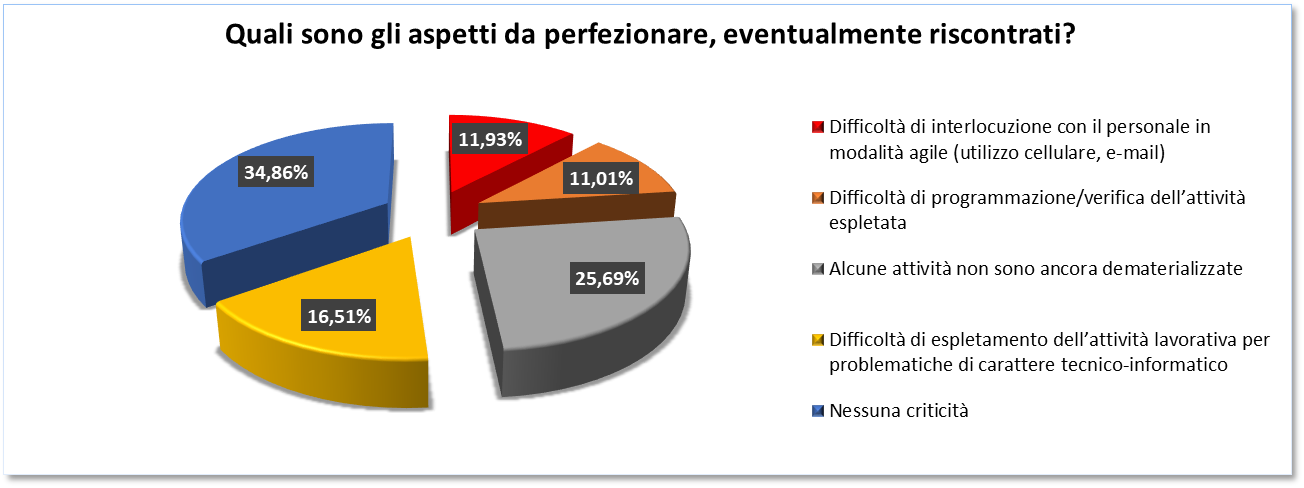 Quali sono gli aspetti da perfezionare, eventualmente riscontrati?
11,93%
11,01%
25,69%
16,51%
34,86%
Difficoltà di interlocuzione con il personale in
modalità agile (utilizzo cellulare, e-mail)
Difficoltà di programmazione/verifica dell’attività
espletata
Alcune attività non sono ancora dematerializzate
Difficoltà di espletamento dell’attività lavorativa per
problematiche di carattere tecnico-informatico
Nessuna criticità